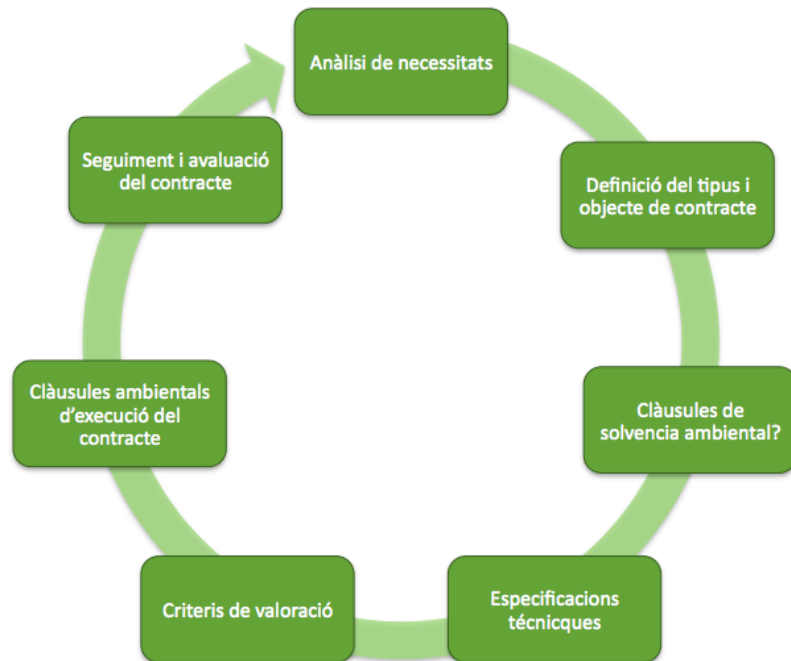 Anàlisi de necessitats
Definició del tipus i
objecte de contracte
Clàusules de
solvencia ambiental?
Especificacions
técnicques
Criteris de valoració
Clàusules ambientals
d'execució del
contracte
Seguiment i avaluació
del contracte